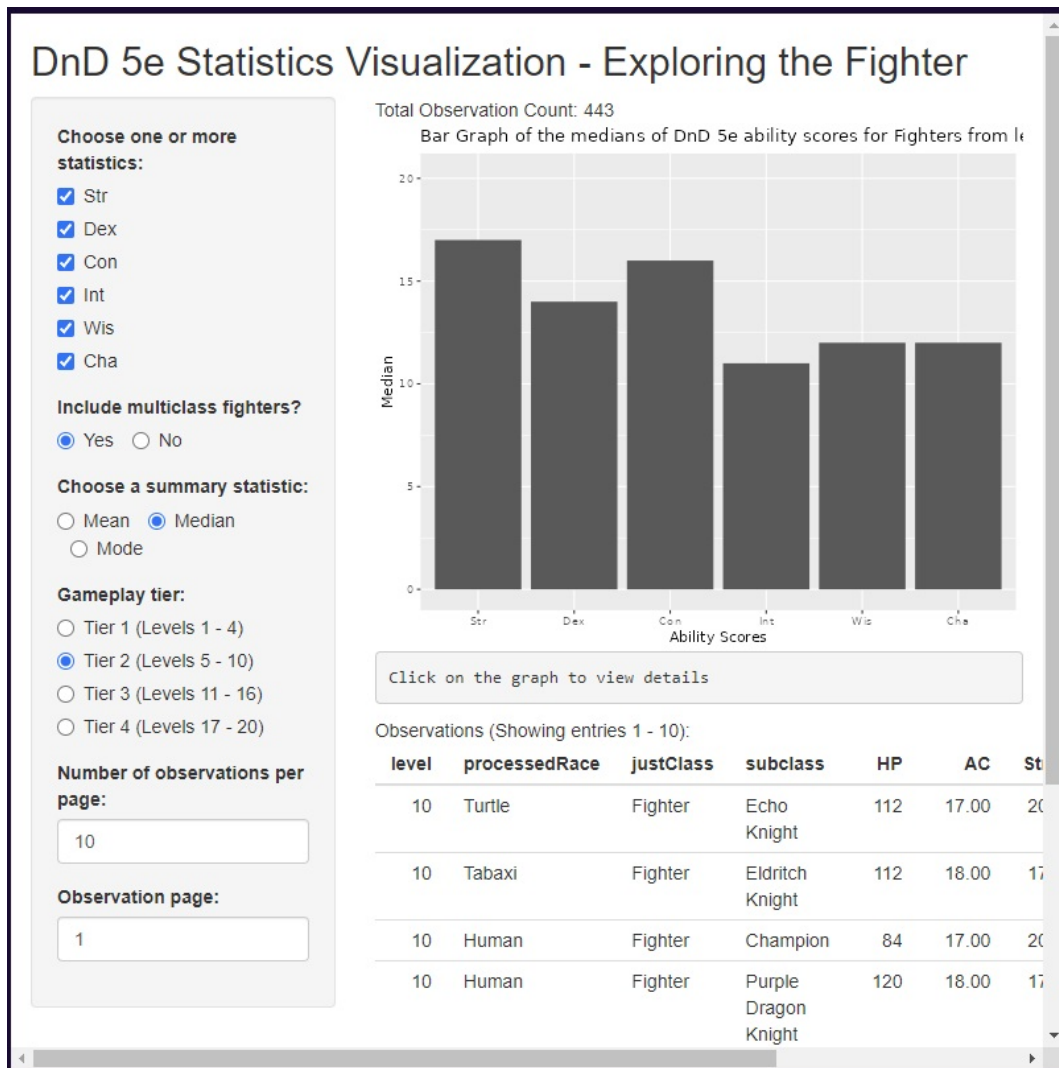 DnD 5e Statistics Visualization - Exploring the Fighter
Choose one or more
statistics:
Str
Dex
Con
Int
Wis
Cha
Include multiclass fighters?
Yes No
Choose a summary statistic:
Mean Median
Mode
Gameplay tier:
Tier 1 (Levels 1 - 4)
Tier 2 (Levels 5 - 10)
Tier 3 (Levels 11 - 16)
Tier 4 (Levels 17 - 20)
Number of observations per
page:
10
Observation page:
1
Total Observation Count: 443
Bar Graph of the medians of DnD 5e ability scores for Fighters from le
20
15
10
5
0
Median
Str Dex Con Int Wis Cha
Ability Scores
Click on the graph to view details
Observations (Showing entries 1 - 10):
level processedRace justClass subclass HP AC St
10 Turtle Fighter Echo 112 17.00 20
Knight
10 Tabaxi Fighter Eldritch 112 18.00 17
Knight
10 Human Fighter Champion 84 17.00 20
10 Human Fighter Purple 120 18.00 17
Dragon
Knight